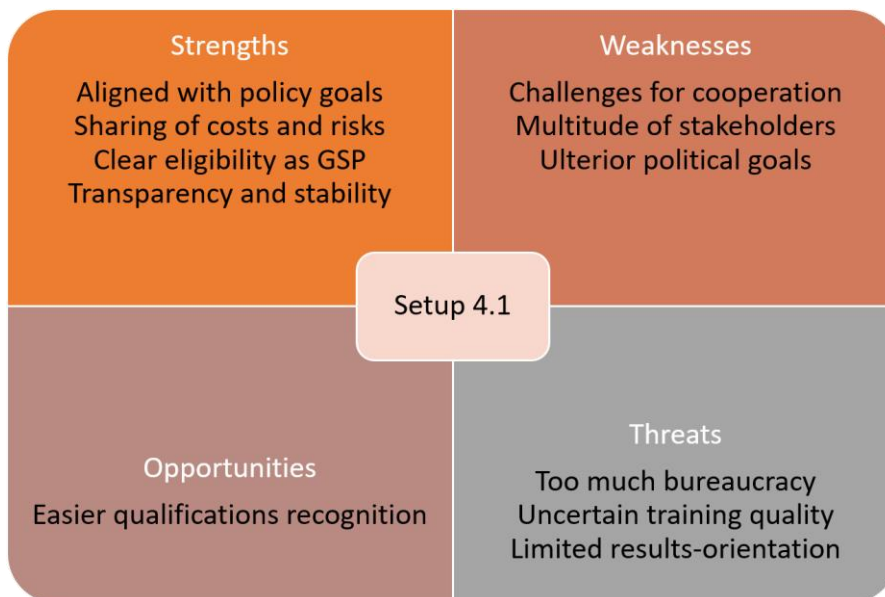 Strengths
Aligned with policy goals
Sharing of costs and risks
Clear eligibility as GSP
Transparency and stability
Weaknesses
Challenges for cooperation
Multitude of stakeholders
Ulterior political goals
Setup 4.1
Opportunities
Easier qualifications recognition
Threats
Too much bureaucracy
Uncertain training quality
Limited results-orientation